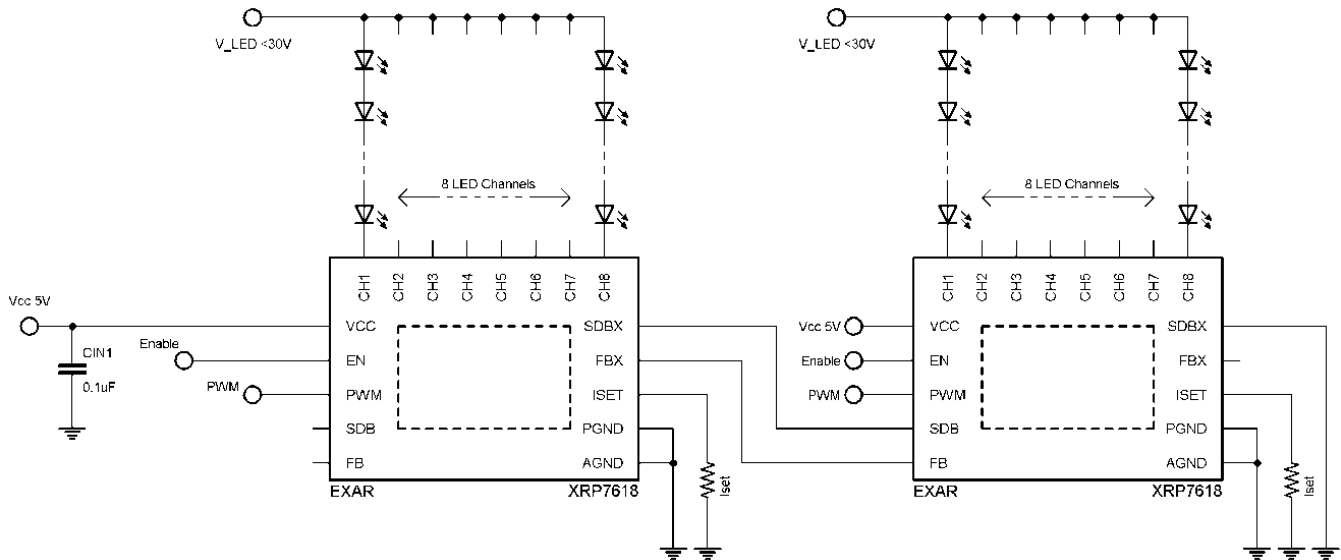 V_LED <30V
V_LED <30V
8 LED Channels
8 LED Channels
CH1
CH2
CH3
CH4
CH5
CH6
CH7
CH8
CH1
CH2
CH3
CH4
CH5
CH6
CH7
CH8
Vcc 5V
CIN1
0.1uF
Enable
PWM
VCC
EN
PWM
SDB
FB
SDBX
FBX
ISET
PGND
AGND
EXAR
XRP7618
Iset
Vcc 5V
Enable
PWM
VCC
EN
PWM
SDB
FB
SDBX
FBX
ISET
PGND
AGND
EXAR
XRP7618
Iset